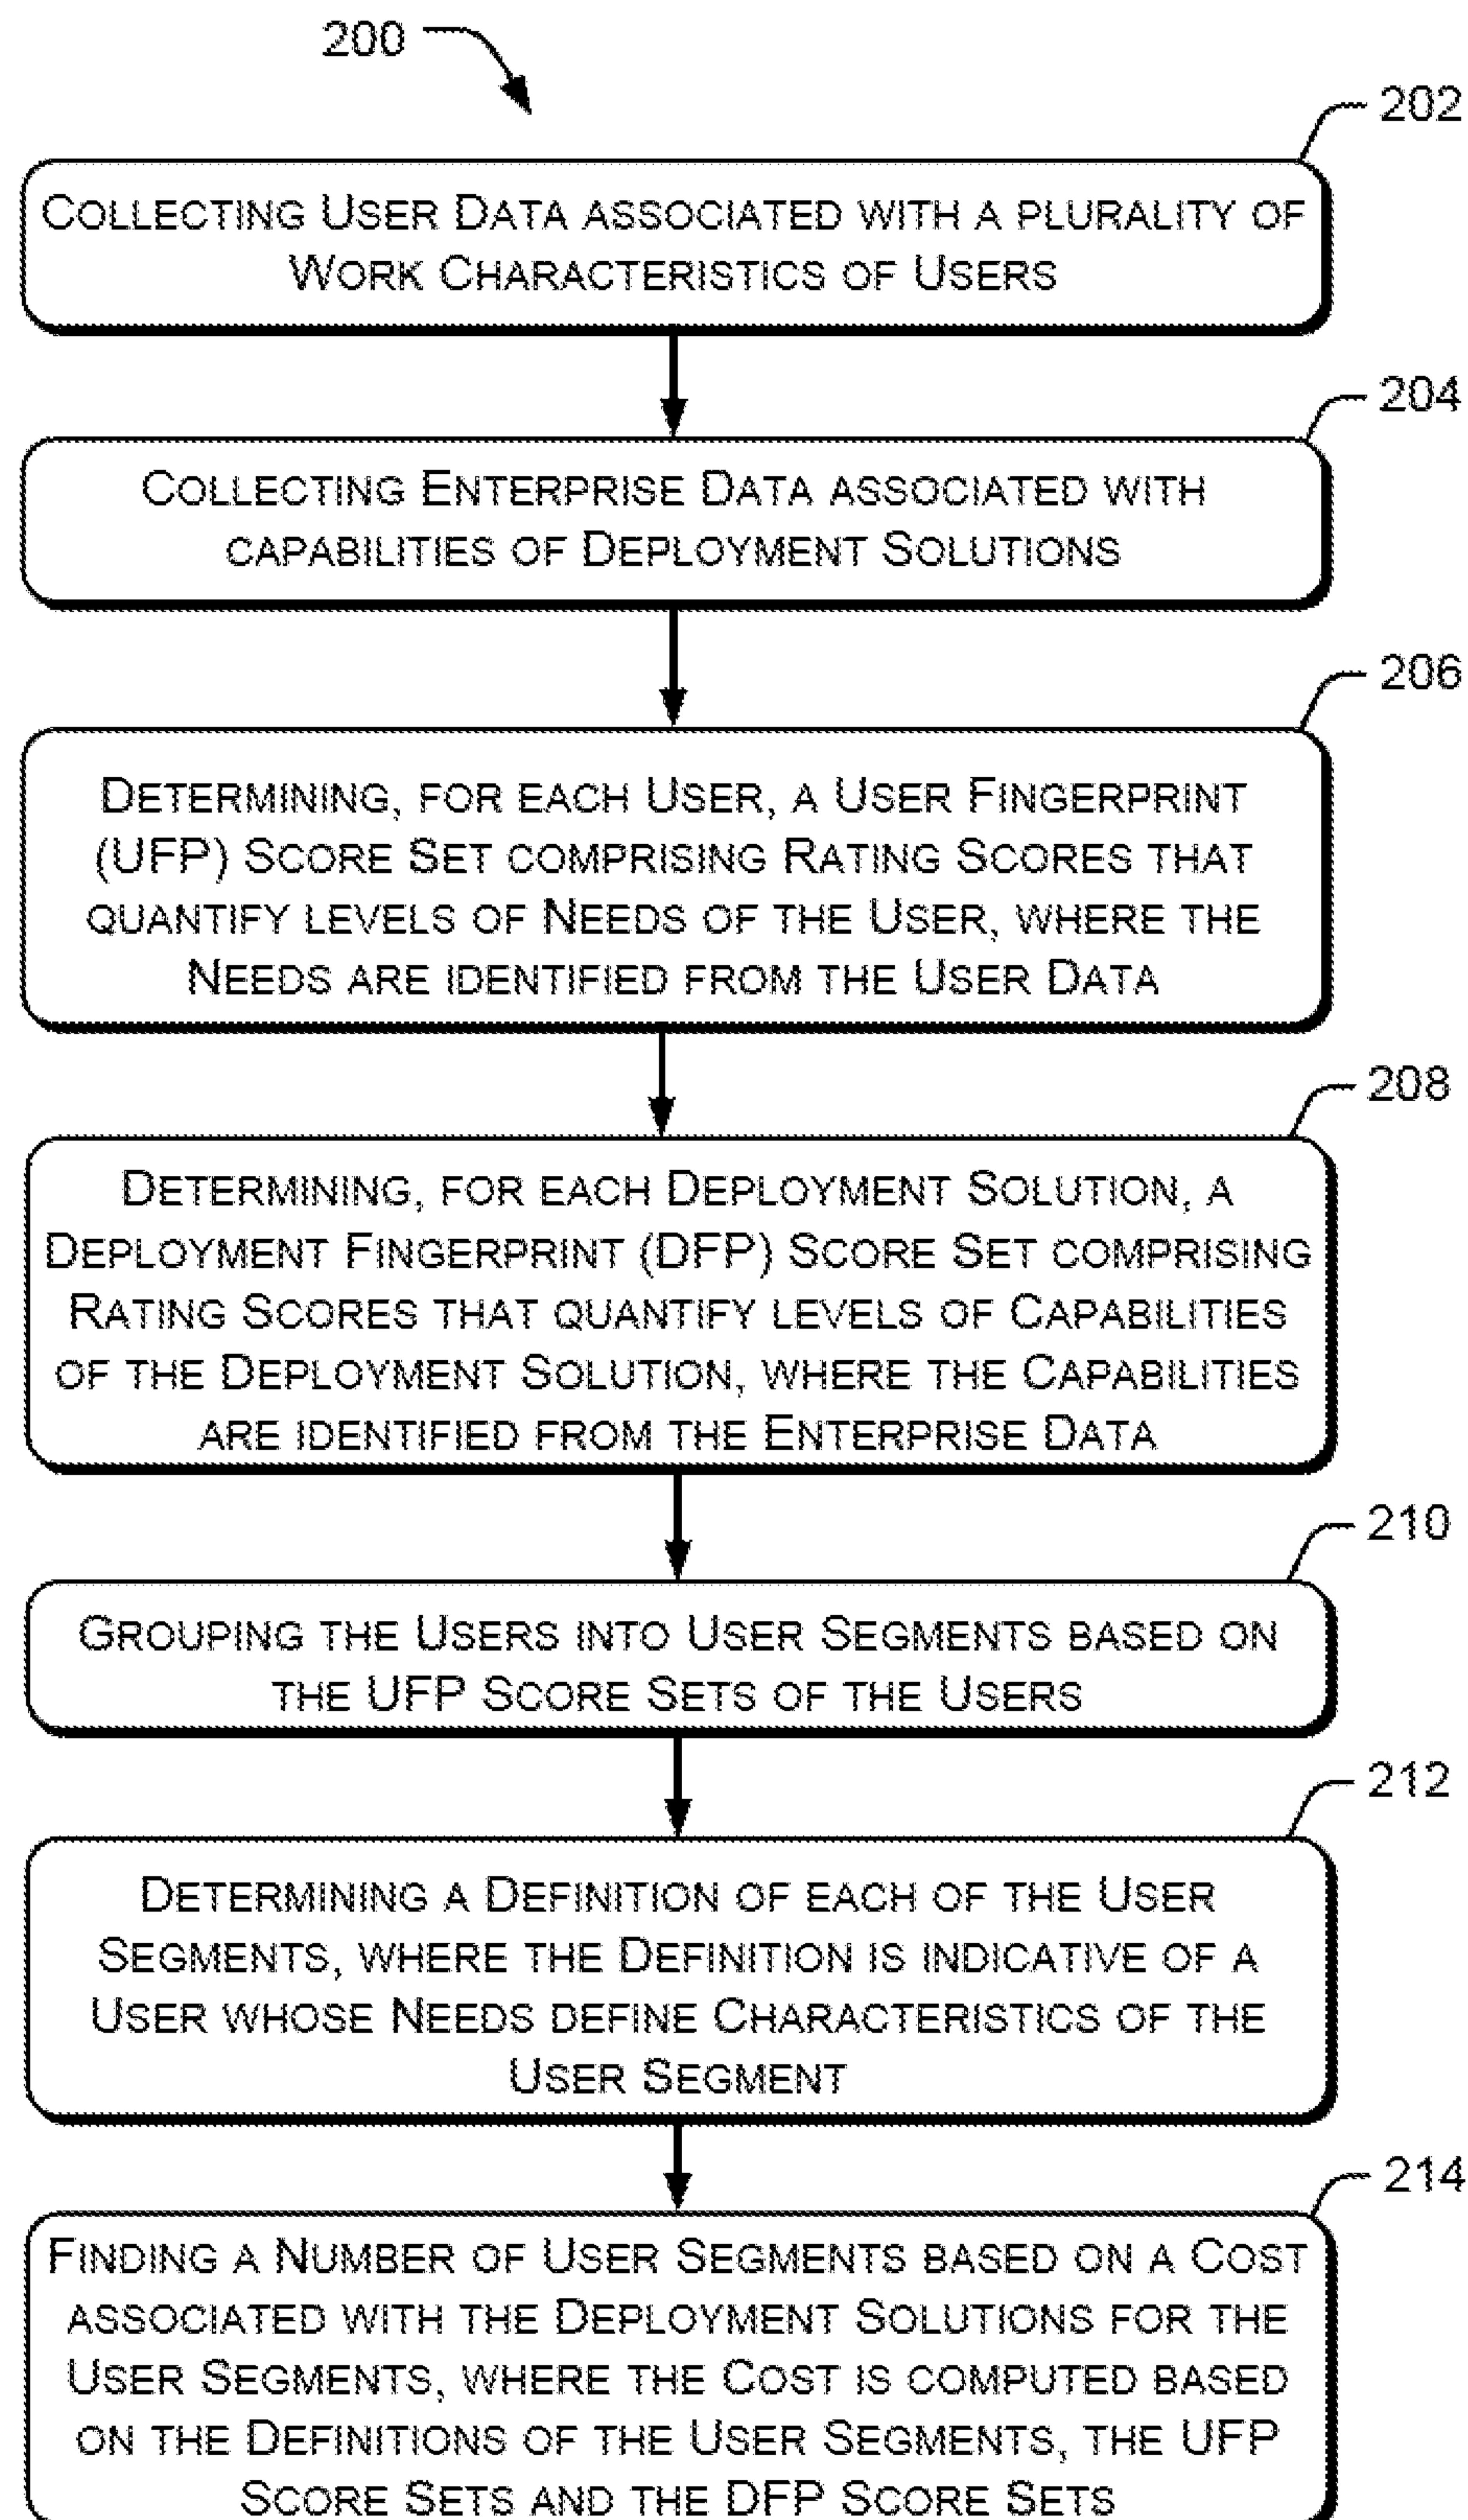 200
202
COLLECTING USER DATA ASSOCIATED WITH A PLURALITY OF
WORK CHARACTERISTICS OF USERS
204
COLLECTING ENTERPRISE DATA ASSOCIATED WITH
CAPABILITIES OF DEPLOYMENT SOLUTIONS
206
DETERMINING, FOR EACH USER, A USER FINGERPRINT
(UFP) SCORE SET COMPRISING RATING SCORES THAT
QUANTIFY LEVELS OF NEEDS OF THE USER, WHERE THE
NEEDS ARE IDENTIFIED FROM THE USER DATA
208
DETERMINING, FOR EACH DEPLOYMENT SOLUTION, A
DEPLOYMENT FINGERPRINT (DFP) SCORE SET COMPRISING
RATING SCORES THAT QUANTIFY LEVELS OF CAPABILITIES
OF THE DEPLOYMENT SOLUTION, WHERE THE CAPABILITIES
ARE IDENTIFIED FROM THE ENTERPRISE DATA
210
GROUPING THE USERS INTO USER SEGMENTS BASED ON
THE UFP SCORE SETS OF THE USERS
212
DETERMINING A DEFINITION OF EACH OF THE USER
SEGMENTS, WHERE THE DEFINITION IS INDICATIVE OF A
USER WHOSE NEEDS DEFINE CHARACTERISTICS OF THE
USER SEGMENT
214
FINDING A NUMBER OF USER SEGMENTS BASED ON A COST
ASSOCIATED WITH THE DEPLOYMENT SOLUTIONS FOR THE
USER SEGMENTS, WHERE THE COST IS COMPUTED BASED
ON THE DEFINITIONS OF THE USER SEGMENTS, THE UFP
SCORE SETS AND THE DFP SCORE SETS